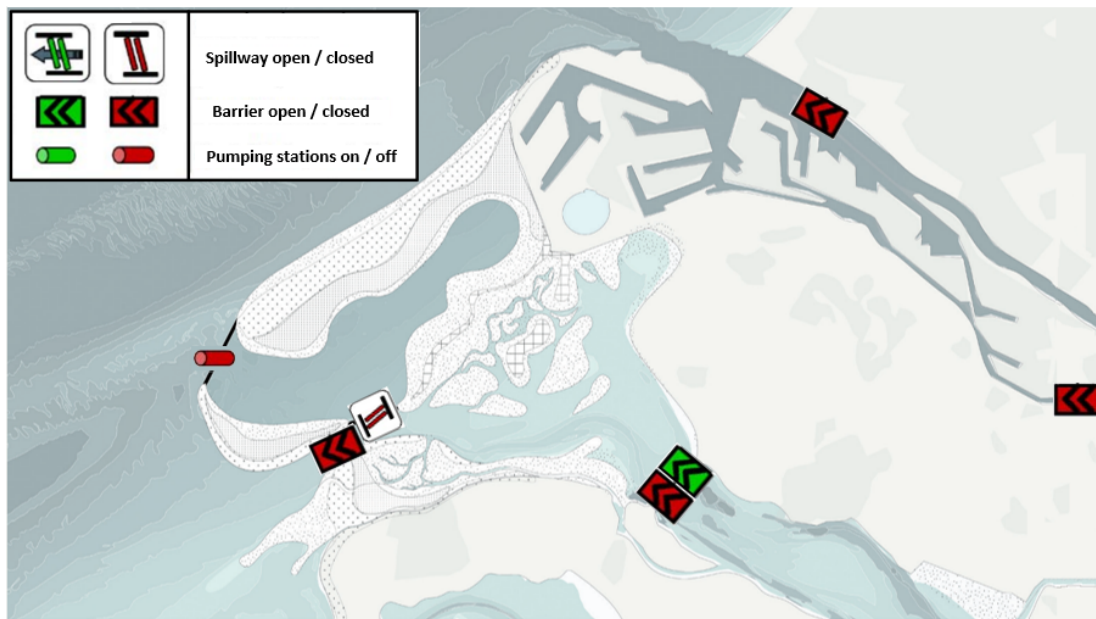 Spillway open / closed
Barrier open / closed
Pumping stations on / off